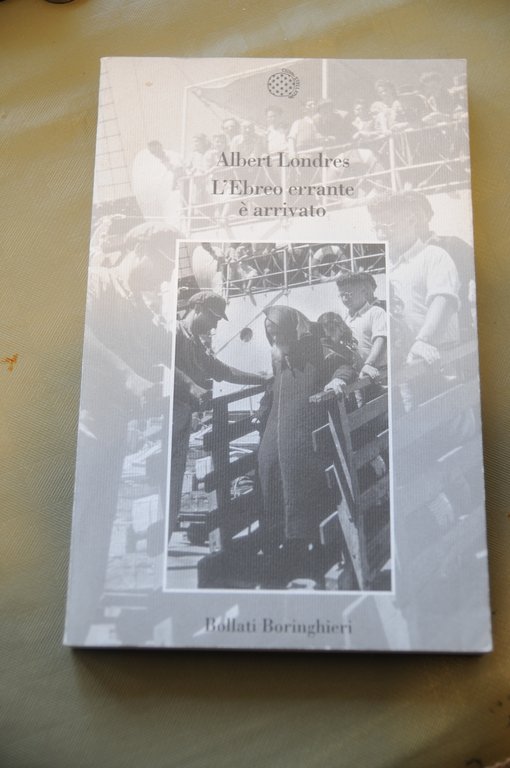 Albert Londres
L'Ebreo errante
è arrivato
Bollati Boringhieri